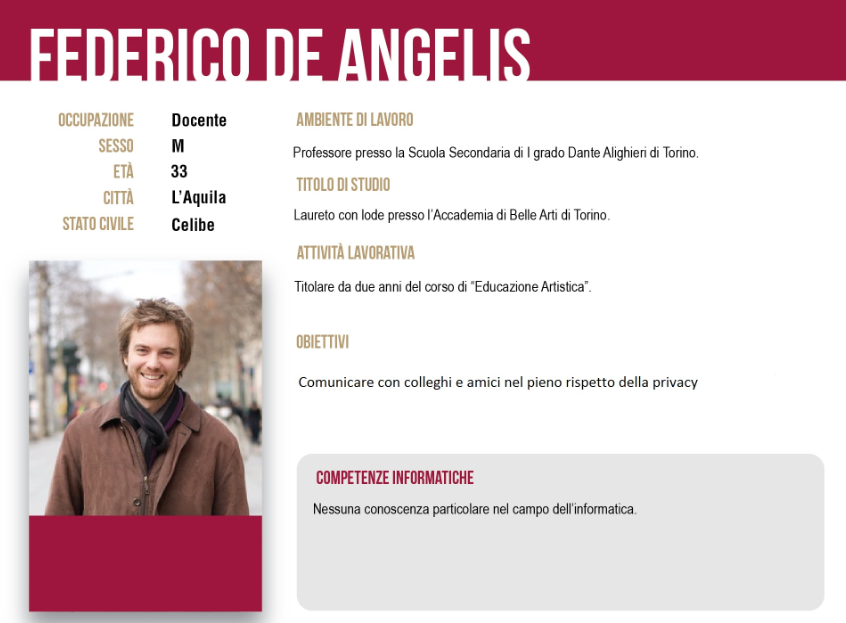 FEDERICO DE ANGELIS
OCCUPAZIONE Docente
SESSO M
ETÀ 33
CITTÀ L'Aquila
STATO CIVILE Celibe
AMBIENTE DI LAVORO
Professore presso la Scuola Secondaria di I grado Dante Alighieri di Torino.
TITOLO DI STUDIO
Laureto con lode presso l'Accademia di Belle Arti di Torino.
ATTIVITÀ LAVORATIVA
Titolare da due anni del corso di “Educazione Artistica”.
OBIETTIVI
Comunicare con colleghi e amici nel pieno rispetto della privacy
COMPETENZE INFORMATICHE
Nessuna conoscenza particolare nel campo dell'informatica.